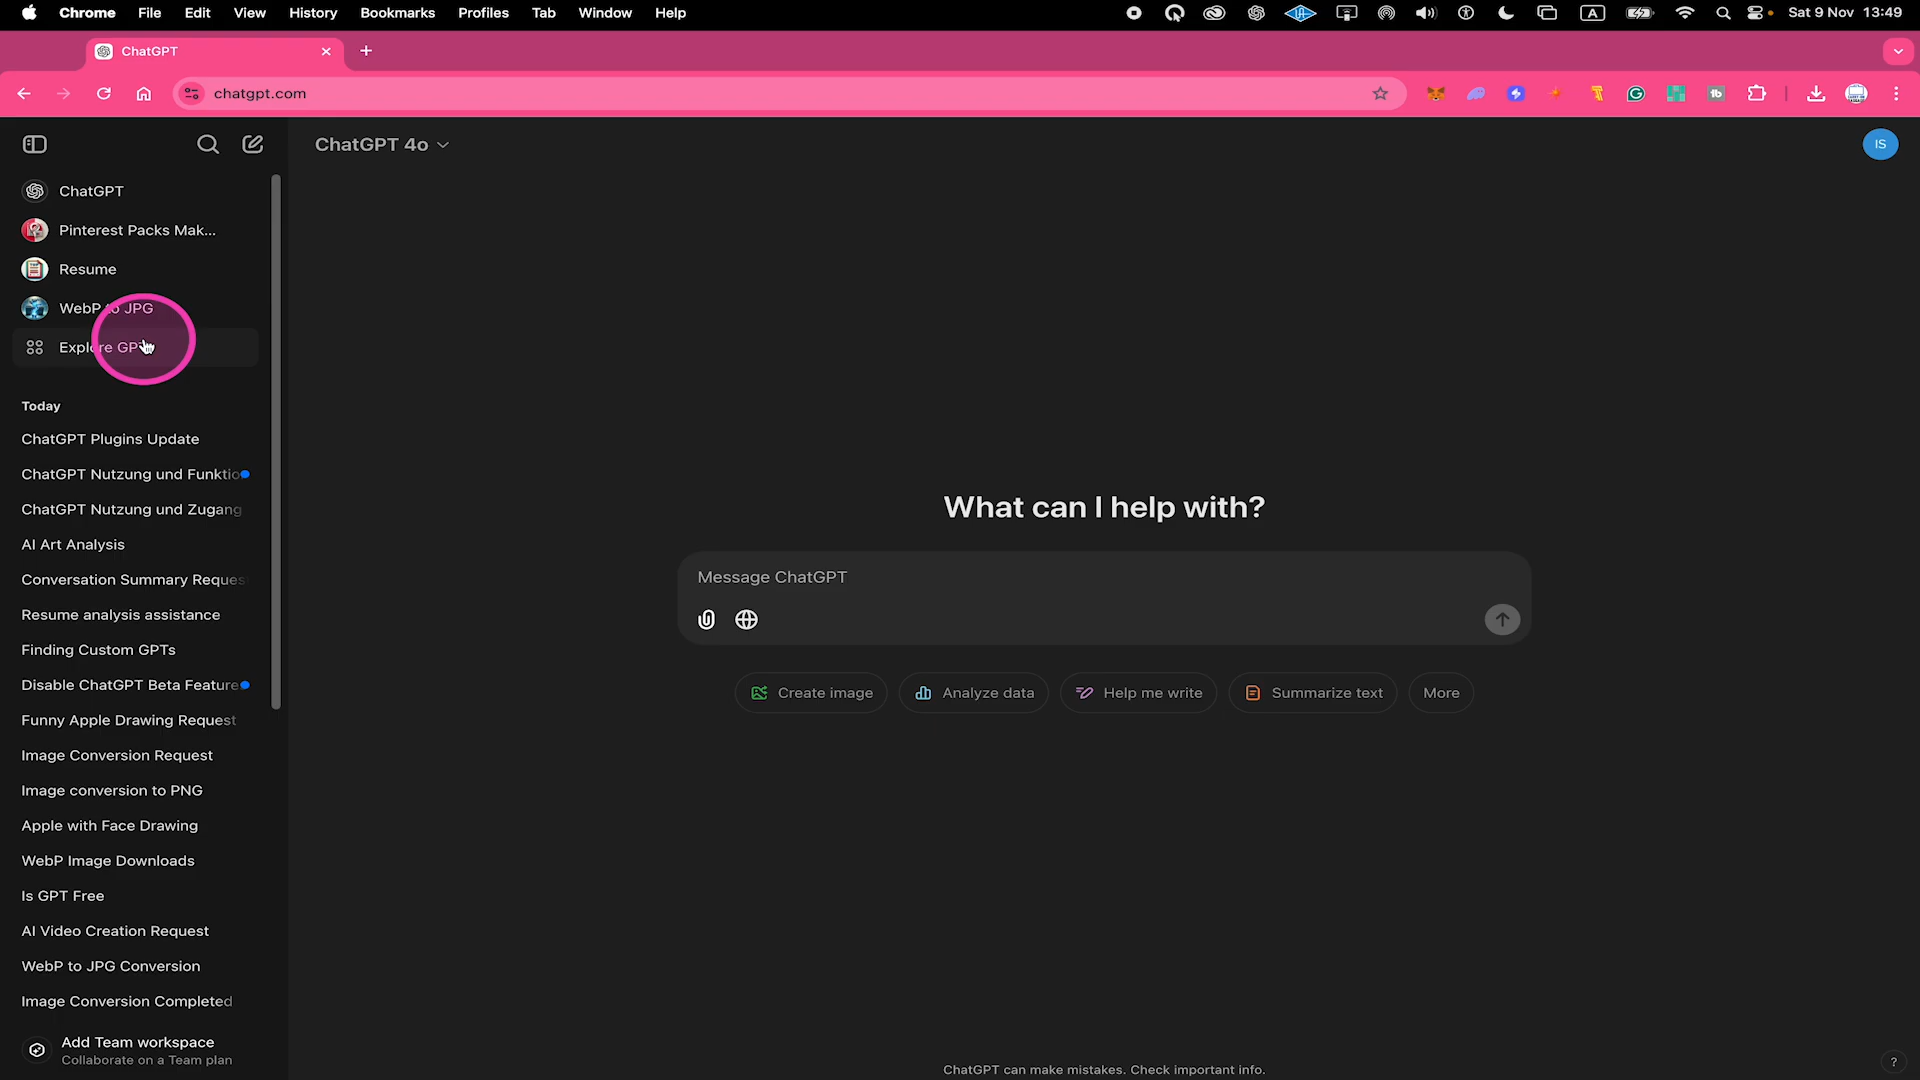 Chrome File Edit View History Bookmarks Profiles Tab Window Help A Sat 9 Nov 13:49
ChatGPT
chatgpt.com
tb
ChatGPT 4o
IS
ChatGPT
Pinterest Packs Mak...
Resume
WebP to JPG
Explore GPTs
Today
ChatGPT Plugins Update
ChatGPT Nutzung und Funktio
ChatGPT Nutzung und Zugang
AI Art Analysis
Conversation Summary Reques
Resume analysis assistance
Finding Custom GPTs
Disable ChatGPT Beta Feature
Funny Apple Drawing Request
Image Conversion Request
Image conversion to PNG
Apple with Face Drawing
WebP Image Downloads
Is GPT Free
AI Video Creation Request
WebP to JPG Conversion
Image Conversion Completed
Add Team workspace
Collaborate on a Team plan
What can I help with?
Message ChatGPT
Create image Analyze data Help me write Summarize text More
ChatGPT can make mistakes. Check important info.
?